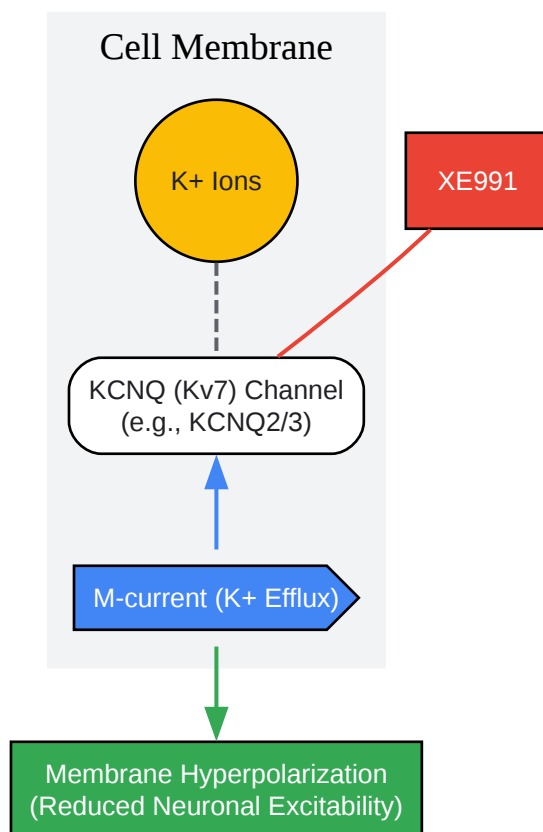 Cell Membrane
K+ Ions
XE991
KCNQ (Kv7) Channel
(e.g., KCNQ2/3)
M-current (K+ Efflux)
Membrane Hyperpolarization
(Reduced Neuronal Excitability)